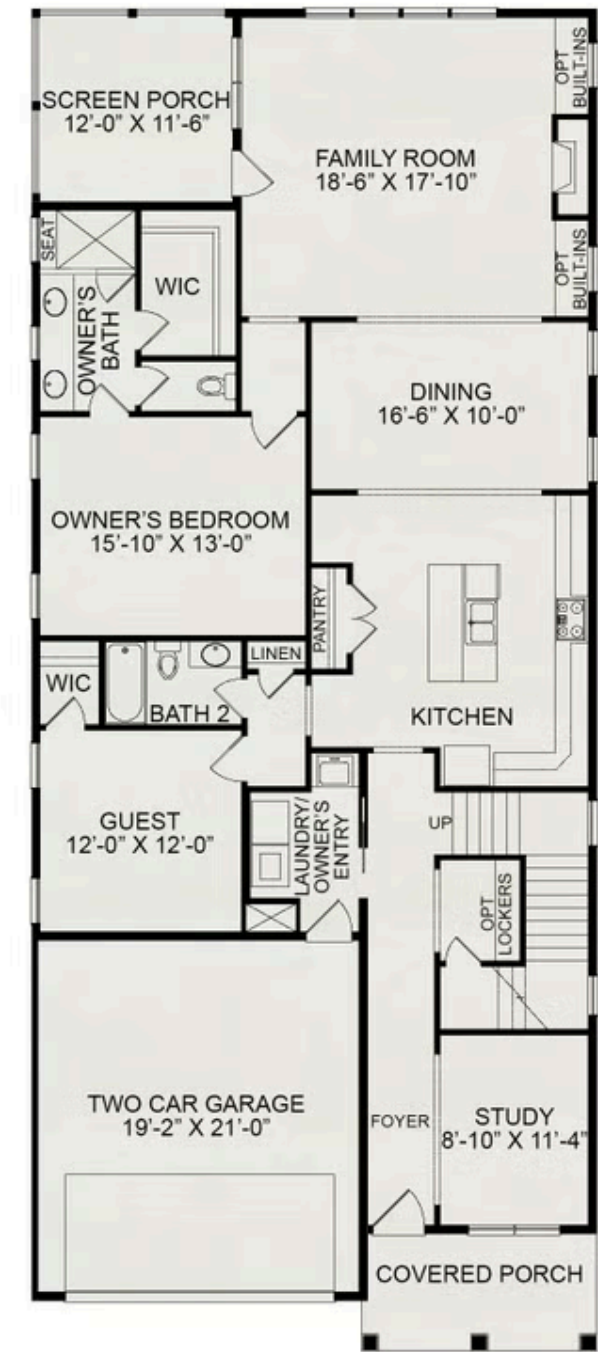 SCREEN PORCH
12'-0" X 11'-6"
FAMILY ROOM
18'-6" X 17'-10"
OPT
BUILT-INS
SEAT
WIC
OWNER'S
BATH
OPT
BUILT-INS
DINING
16'-6" X 10'-0"
OWNER'S BEDROOM
15'-10" X 13'-0"
PANTRY
LINEN
WIC
BATH 2
KITCHEN
GUEST
12'-0" X 12'-0"
LAUNDRY/
OWNER'S
ENTRY
UP
OPT
LOCKERS
TWO CAR GARAGE
19'-2" X 21'-0"
FOYER
STUDY
8'-10" X 11'-4"
COVERED PORCH